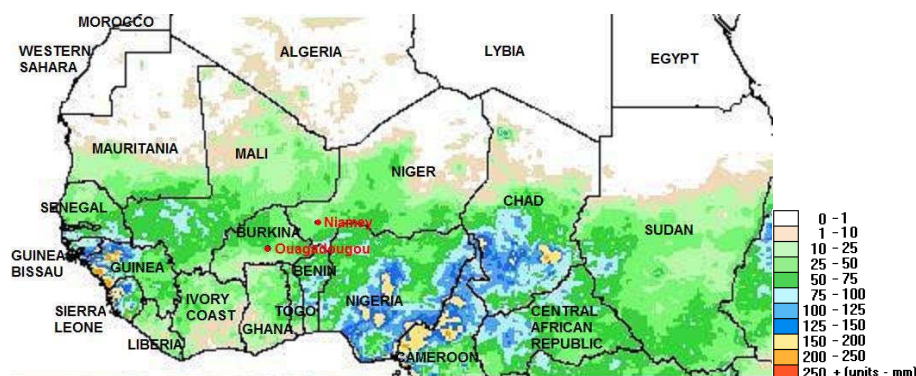 MOROCCO
WESTERN
SAHARA
ALGERIA
LYBIA
EGYPT
MAURITANIA
MALI
NIGER
CHAD
SUDAN
SENEGAL
Niamey
BURKINA
Ouagadougou
GUINEA
BISSAU
GUINEA
BENIN
IVORY
COAST
TOGO
NIGERIA
CENTRAL
AFRICAN
REPUBLIC
SIERRA
LEONE
GHANA
LIBERIA
CAMEROON
0 - 1
1 - 10
10 - 25
25 - 50
50 - 75
75 - 100
100 - 125
125 - 150
150 - 200
200 - 250
250 + (units - mm)